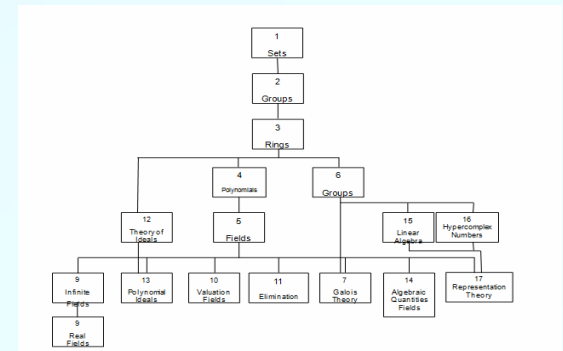 1
Sets
2
Groups
3
Rings
4
Polynomials
6
Groups
12
Theory of
Ideals
5
Fields
15
Linear
Algebra
16
Hypercomplex
Numbers
9
Infinite
Fields
13
Polynomial
Ideals
10
Valuation
Fields
11
Elimination
7
Galois
Theory
14
Algebraic
Quantities
Fields
17
Representation
Theory
9
Real
Fields